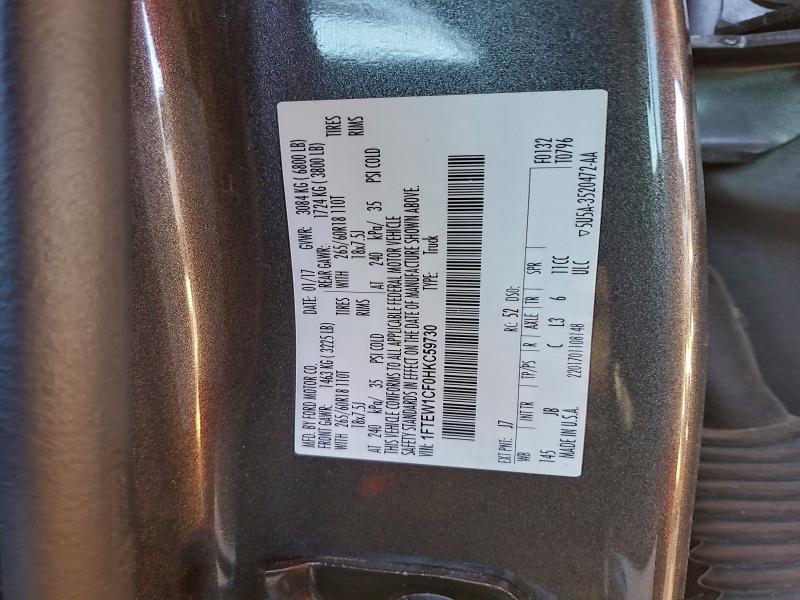 MFD. BY FORD MOTOR CO.
DATE: 01/17 GVWR: 3084 KG ( 6800 LB)
FRONT GAWR: 1463 KG ( 3225 LB) REAR GAWR: 1724 KG ( 3800 LB)
WITH 265/60R18 110T TIRES WITH 265/60R18 110T TIRES
18x7.5J RIMS 18x7.5J RIMS
AT 240 kPa/ 35 PSI COLD AT 240 kPa/ 35 PSI COLD
THIS VEHICLE CONFORMS TO ALL APPLICABLE FEDERAL MOTOR VEHICLE
SAFETY STANDARDS IN EFFECT ON THE DATE OF MANUFACTURE SHOWN ABOVE.
VIN: 1FTEW1CF0HKC59730 TYPE: Truck
EXT PNT: J7 RC: 52 DSO: F0132
WB INT TR TP/PS R AXLE TR SPR T0796
145 JB C L3 6 11CC
MADE IN U.S.A. 220170110B148 ULC ▽5U5A-3520472-AA